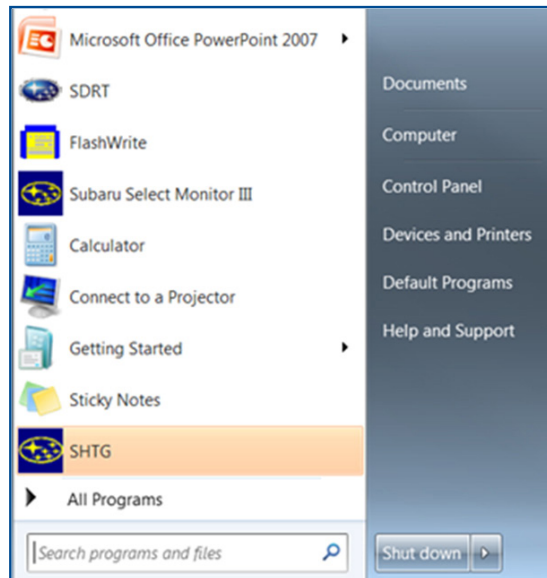 Microsoft Office PowerPoint 2007
SDRT
FlashWrite
Subaru Select Monitor III
Calculator
Connect to a Projector
Getting Started
Sticky Notes
SHTG
All Programs
Search programs and files
Documents
Computer
Control Panel
Devices and Printers
Default Programs
Help and Support
Shut down